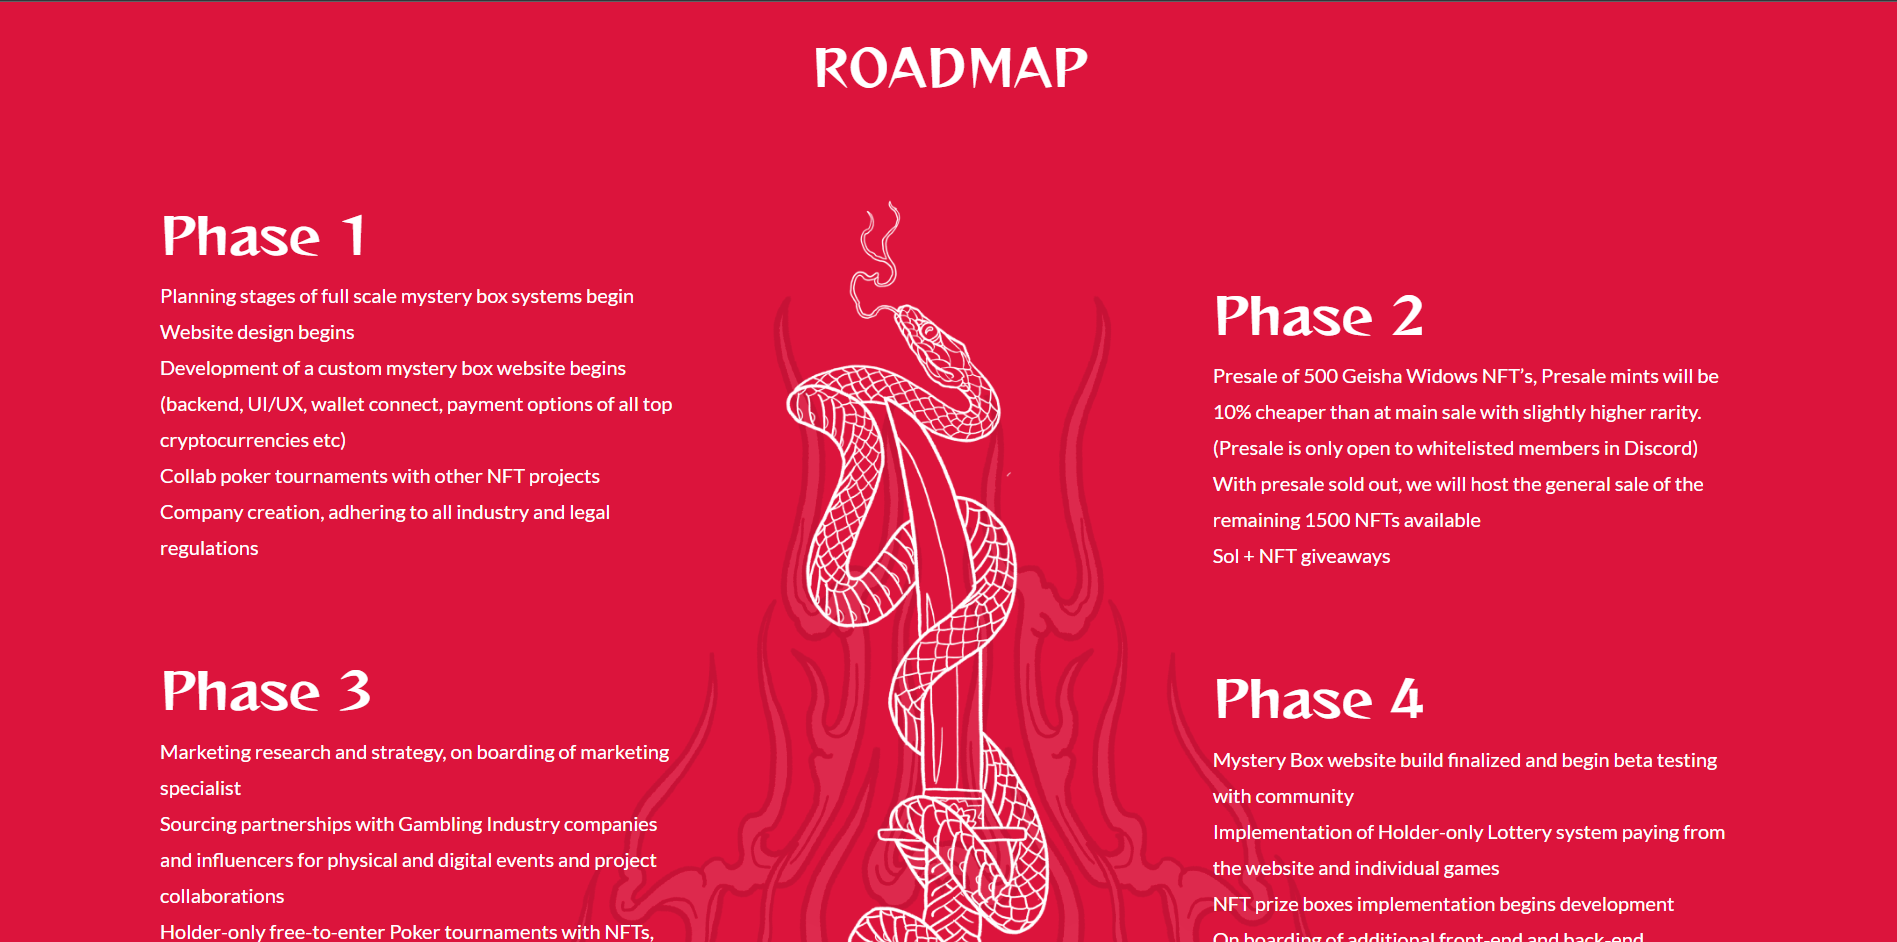 ROADMAP
Phase 1
Planning stages of full scale mystery box systems begin
Website design begins
Development of a custom mystery box website begins
(backend, UI/UX, wallet connect, payment options of all top
cryptocurrencies etc)
Collab poker tournaments with other NFT projects
Company creation, adhering to all industry and legal
regulations
Phase 2
Presale of 500 Geisha Widows NFT’s, Presale mints will be
10% cheaper than at main sale with slightly higher rarity.
(Presale is only open to whitelisted members in Discord)
With presale sold out, we will host the general sale of the
remaining 1500 NFTs available
Sol + NFT giveaways
Phase 3
Marketing research and strategy, on boarding of marketing
specialist
Sourcing partnerships with Gambling Industry companies
and influencers for physical and digital events and project
collaborations
Holder-only free-to-enter Poker tournaments with NFTs,
Phase 4
Mystery Box website build finalized and begin beta testing
with community
Implementation of Holder-only Lottery system paying from
the website and individual games
NFT prize boxes implementation begins development
On boarding of additional front-end and back-end